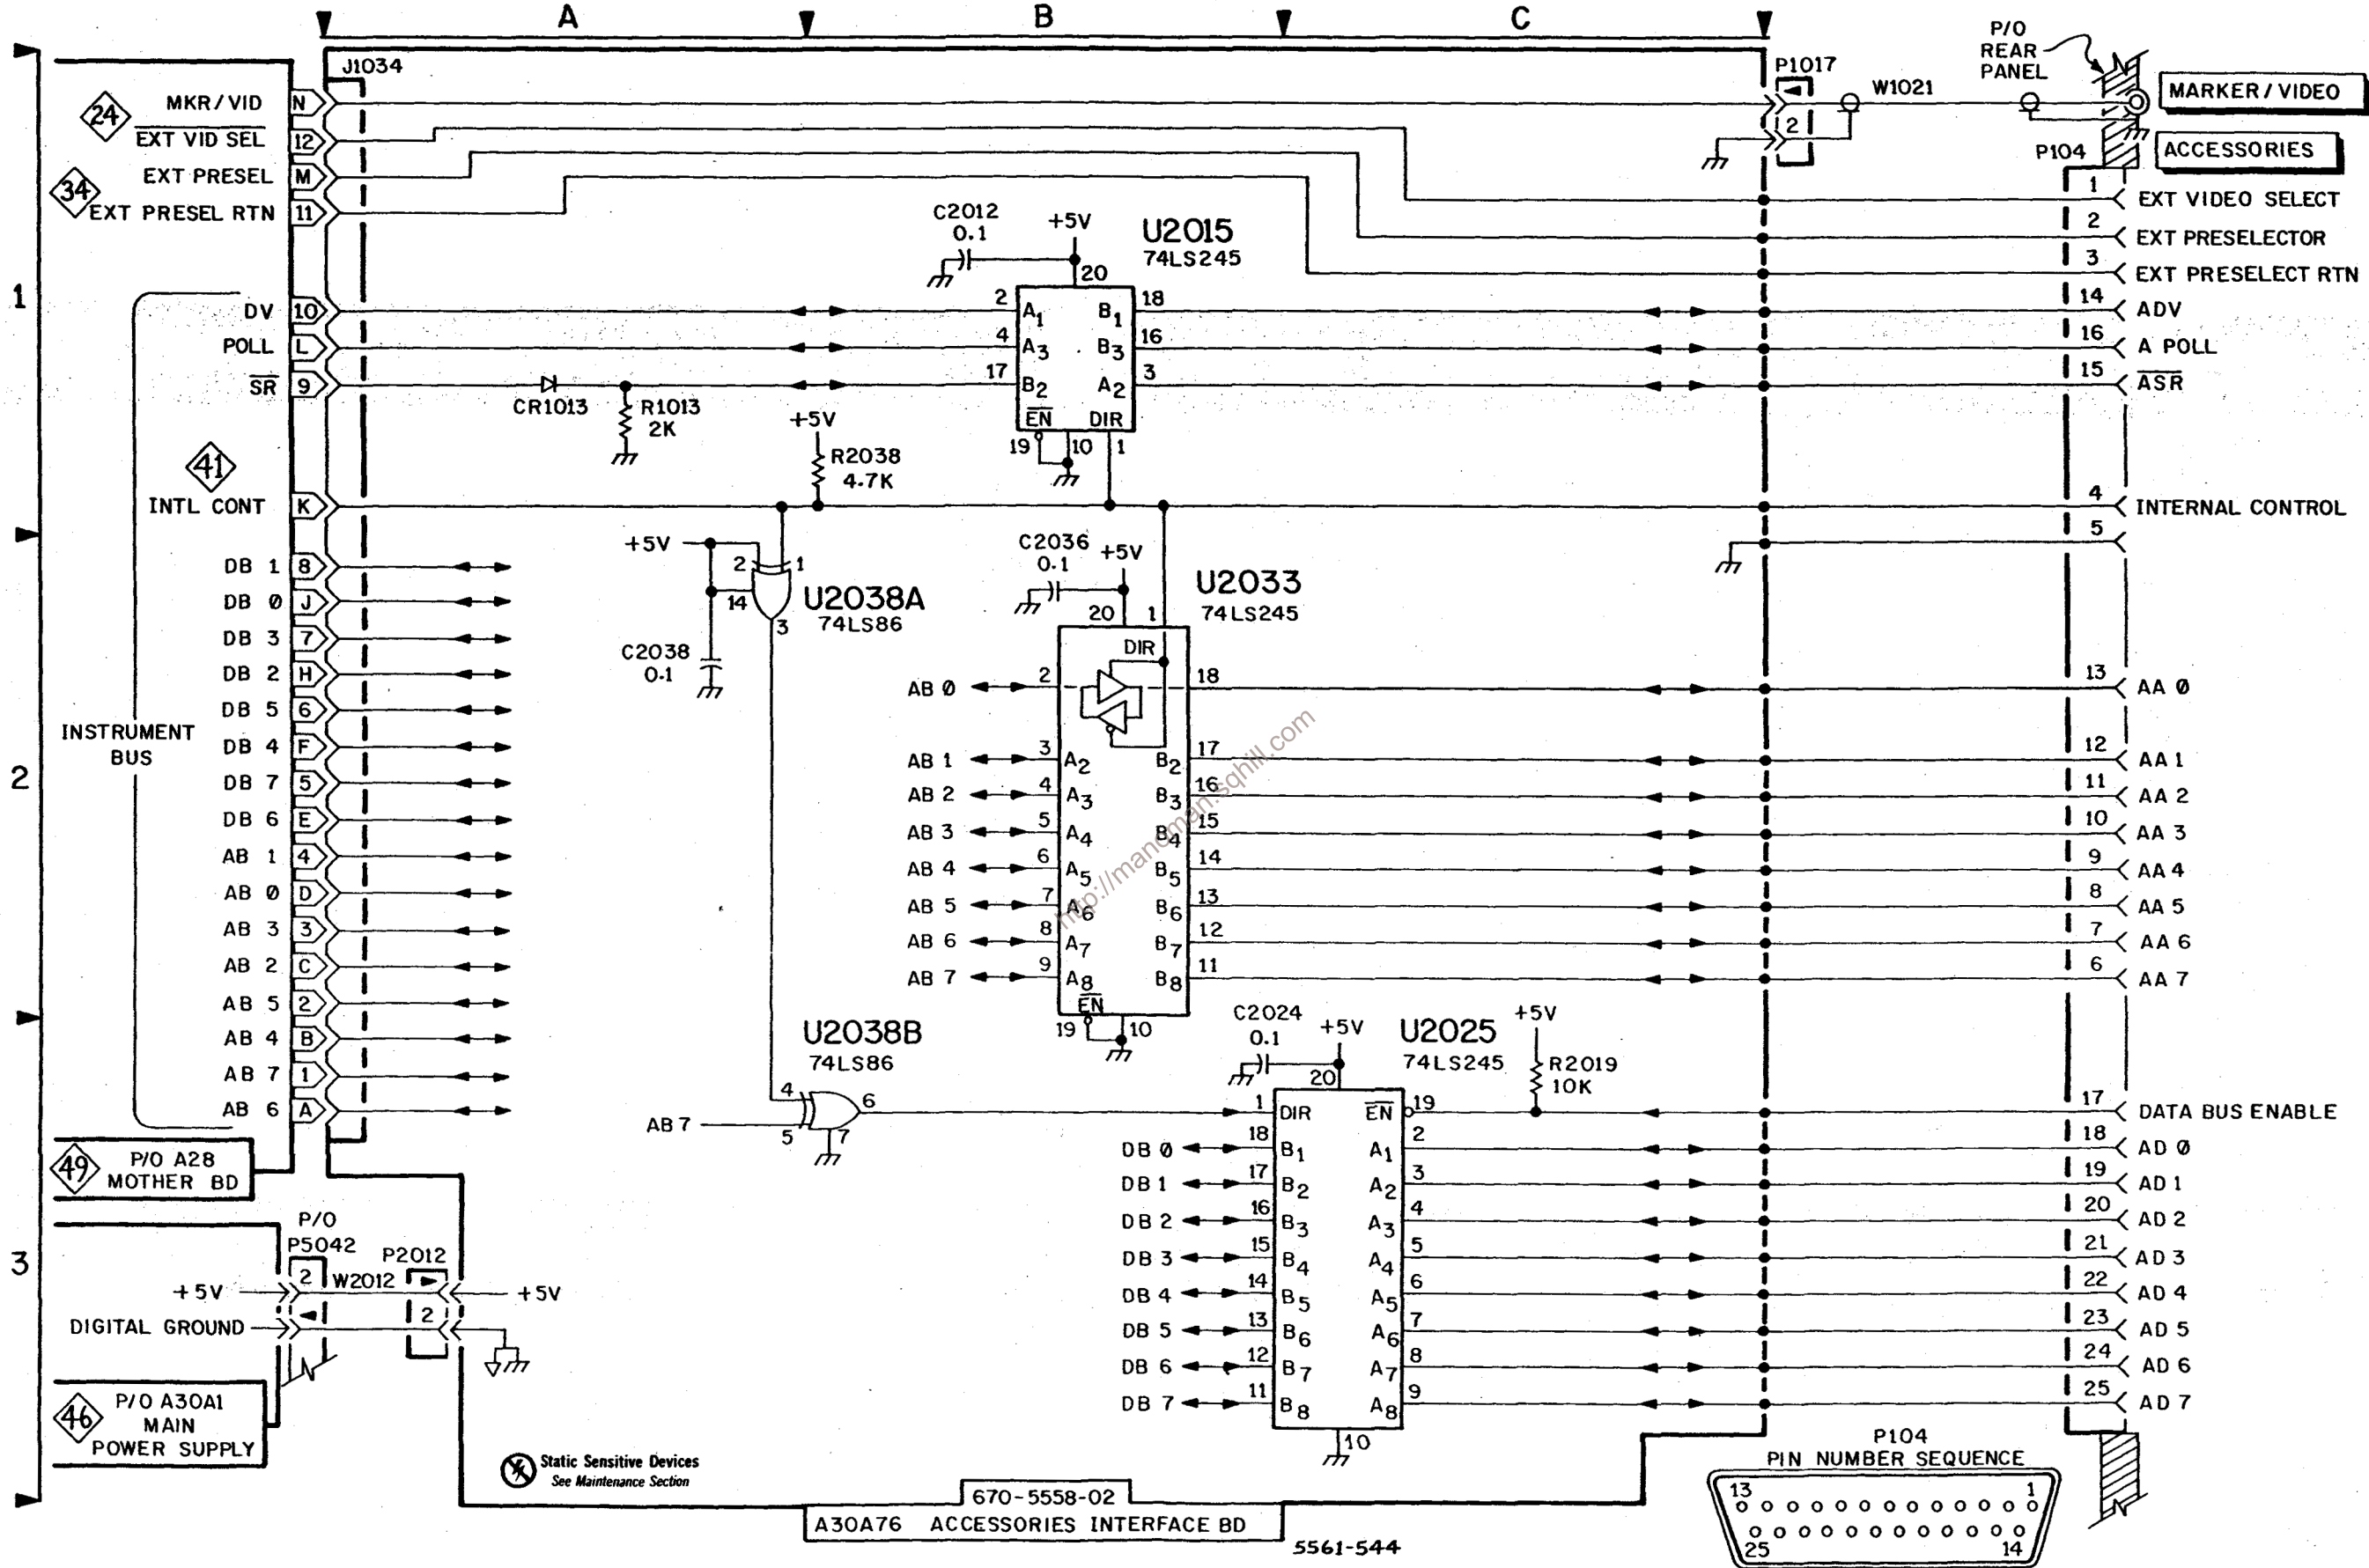 A B C
1
2
3
J1034
24
MKR/VID N
EXT VID SEL 12
34
EXT PRESEL M
EXT PRESEL RTN 11
DV 10
POLL L
SR 9
41
INTL CONT K
DB 1 8
DB Ø J
DB 3 7
DB 2 H
DB 5 6
DB 4 F
DB 7 5
DB 6 E
AB 1 4
AB Ø D
AB 3 3
AB 2 C
AB 5 2
AB 4 B
AB 7 1
AB 6 A
INSTRUMENT
BUS
49
P/O A28
MOTHER BD
P/O
P5042
P2012
2
W2012
+5V
+5V
DIGITAL GROUND
2
46
P/O A30A1
MAIN
POWER SUPPLY
Static Sensitive Devices
See Maintenance Section
CR1013
R1013
2K
+5V
R2038
4.7K
+5V
2
1
14
3
U2038A
74LS86
C2038
0.1
C2012
0.1
+5V
20
U2015
74LS245
2 A1 B1 18
4 A3 B3 16
17 B2 A2 3
EN DIR
19 10 1
C2036
0.1
+5V
U2033
74LS245
20 1
DIR
AB Ø 2 18
AB 1 3 A2 B2 17
AB 2 4 A3 B3 16
AB 3 5 A4 B4 15
AB 4 6 A5 B5 14
AB 5 7 A6 B6 13
AB 6 8 A7 B7 12
AB 7 9 A8 B8 11
EN
19 10
http://manoman.sqhill.com
U2038B
74LS86
4
6
AB 7
5
7
C2024
0.1
+5V
U2025
74LS245
+5V
R2019
10K
20
1 DIR EN 19
DB Ø 18 B1 A1 2
DB 1 17 B2 A2 3
DB 2 16 B3 A3 4
DB 3 15 B4 A4 5
DB 4 14 B5 A5 6
DB 5 13 B6 A6 7
DB 6 12 B7 A7 8
DB 7 11 B8 A8 9
10
P1017
2
W1021
P/O
REAR
PANEL
MARKER/VIDEO
P104
ACCESSORIES
1 EXT VIDEO SELECT
2 EXT PRESELECTOR
3 EXT PRESELECT RTN
14 ADV
16 A POLL
15 ASR
4 INTERNAL CONTROL
5
13 AA Ø
12 AA 1
11 AA 2
10 AA 3
9 AA 4
8 AA 5
7 AA 6
6 AA 7
17 DATA BUS ENABLE
18 AD Ø
19 AD 1
20 AD 2
21 AD 3
22 AD 4
23 AD 5
24 AD 6
25 AD 7
P104
PIN NUMBER SEQUENCE
13 1
25 14
670-5558-02
A30A76 ACCESSORIES INTERFACE BD
5561-544